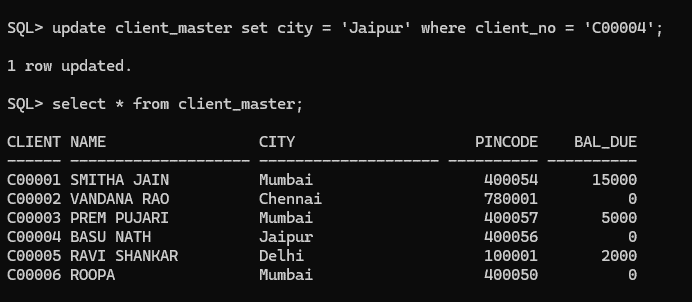 SQL> update client_master set city = 'Jaipur' where client_no = 'C00004';
1 row updated.
SQL> select * from client_master;
CLIENT NAME                 CITY                    PINCODE    BAL_DUE
------ -------------------- -------------------- ---------- ----------
C00001 SMITHA JAIN          Mumbai                   400054      15000
C00002 VANDANA RAO          Chennai                  780001          0
C00003 PREM PUJARI          Mumbai                   400057       5000
C00004 BASU NATH            Jaipur                   400056          0
C00005 RAVI SHANKAR         Delhi                    100001       2000
C00006 ROOPA                Mumbai                   400050          0